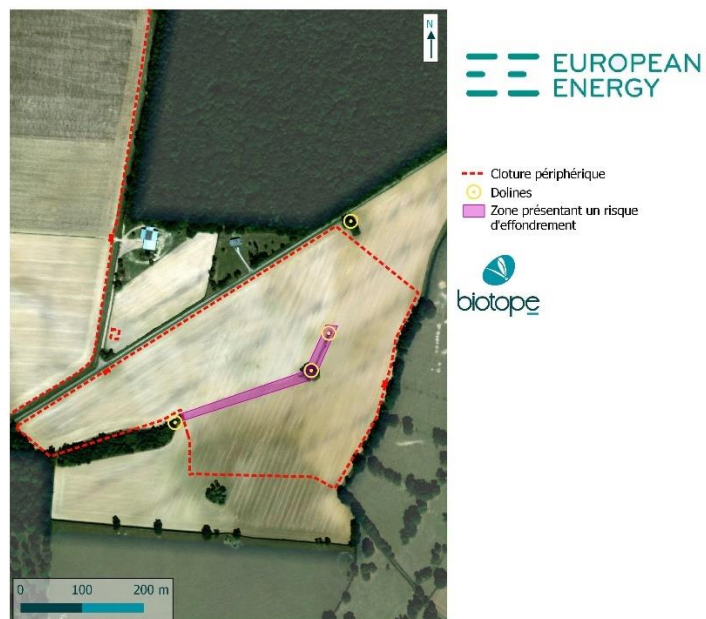 N
EUROPEAN
ENERGY
Cloture périphérique
Dolines
Zone présentant un risque
d'effondrement
biotope
0 100 200 m